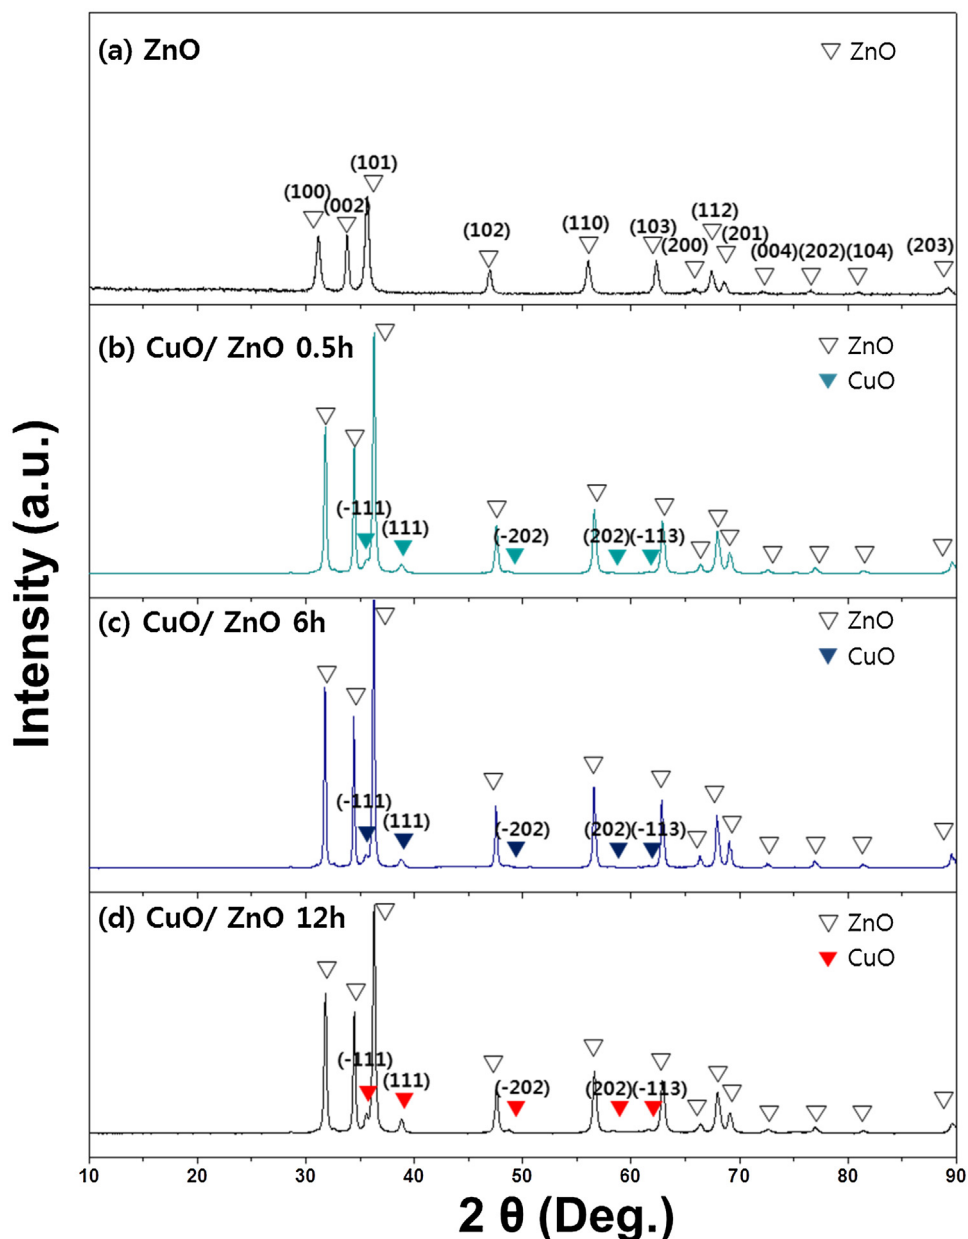 (a) ZnO
▽ ZnO
(100)
(002)
(101)
(102)
(110)
(103)
(200)
(112)
(201)
(004)
(202)
(104)
(203)
(b) CuO/ ZnO 0.5h
▽ ZnO
▼ CuO
(-111)
(111)
(-202)
(202)
(-113)
(c) CuO/ ZnO 6h
▽ ZnO
▼ CuO
(-111)
(111)
(-202)
(202)
(-113)
(d) CuO/ ZnO 12h
▽ ZnO
▼ CuO
(-111)
(111)
(-202)
(202)
(-113)
Intensity (a.u.)
10 20 30 40 50 60 70 80 90
2 θ (Deg.)